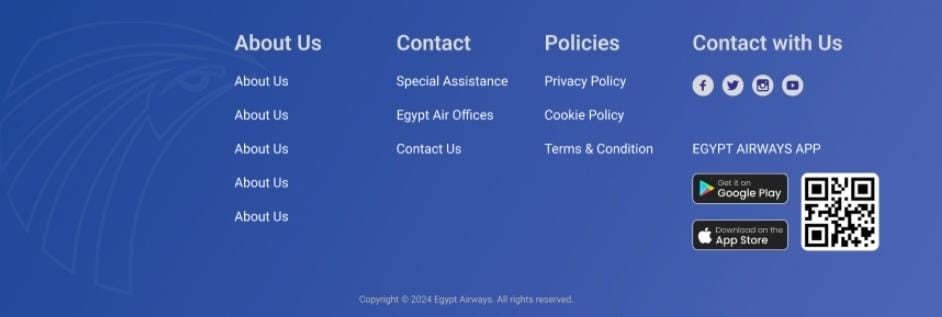 About Us
About Us
About Us
About Us
About Us
About Us
Contact
Special Assistance
Egypt Air Offices
Contact Us
Policies
Privacy Policy
Cookie Policy
Terms & Condition
Contact with Us
EGYPT AIRWAYS APP
Get it on
Google Play
Download on the
App Store
Copyright © 2024 Egypt Airways. All rights reserved.